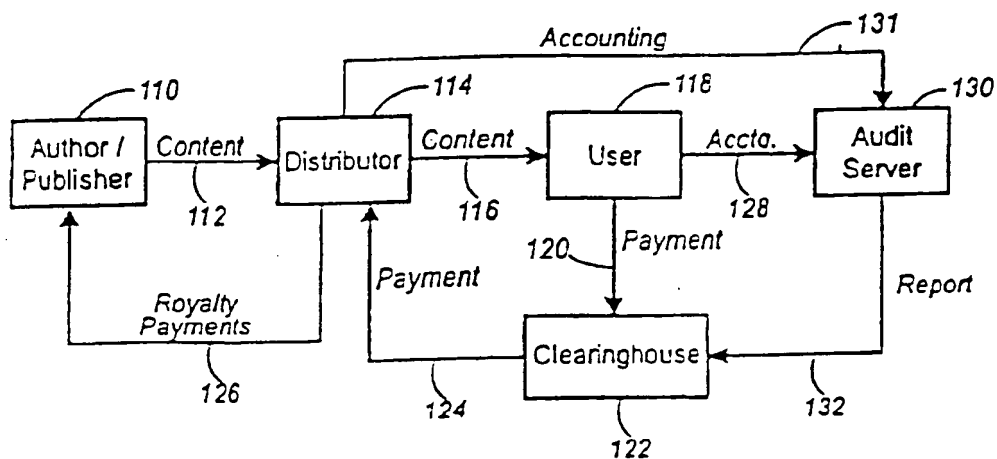 Accounting
131
110
114
118
130
Author /
Publisher
Content
112
Distributor
Content
116
User
Accta.
128
Audit
Server
120
Payment
Payment
Report
Royalty
Payments
126
124
Clearinghouse
122
132